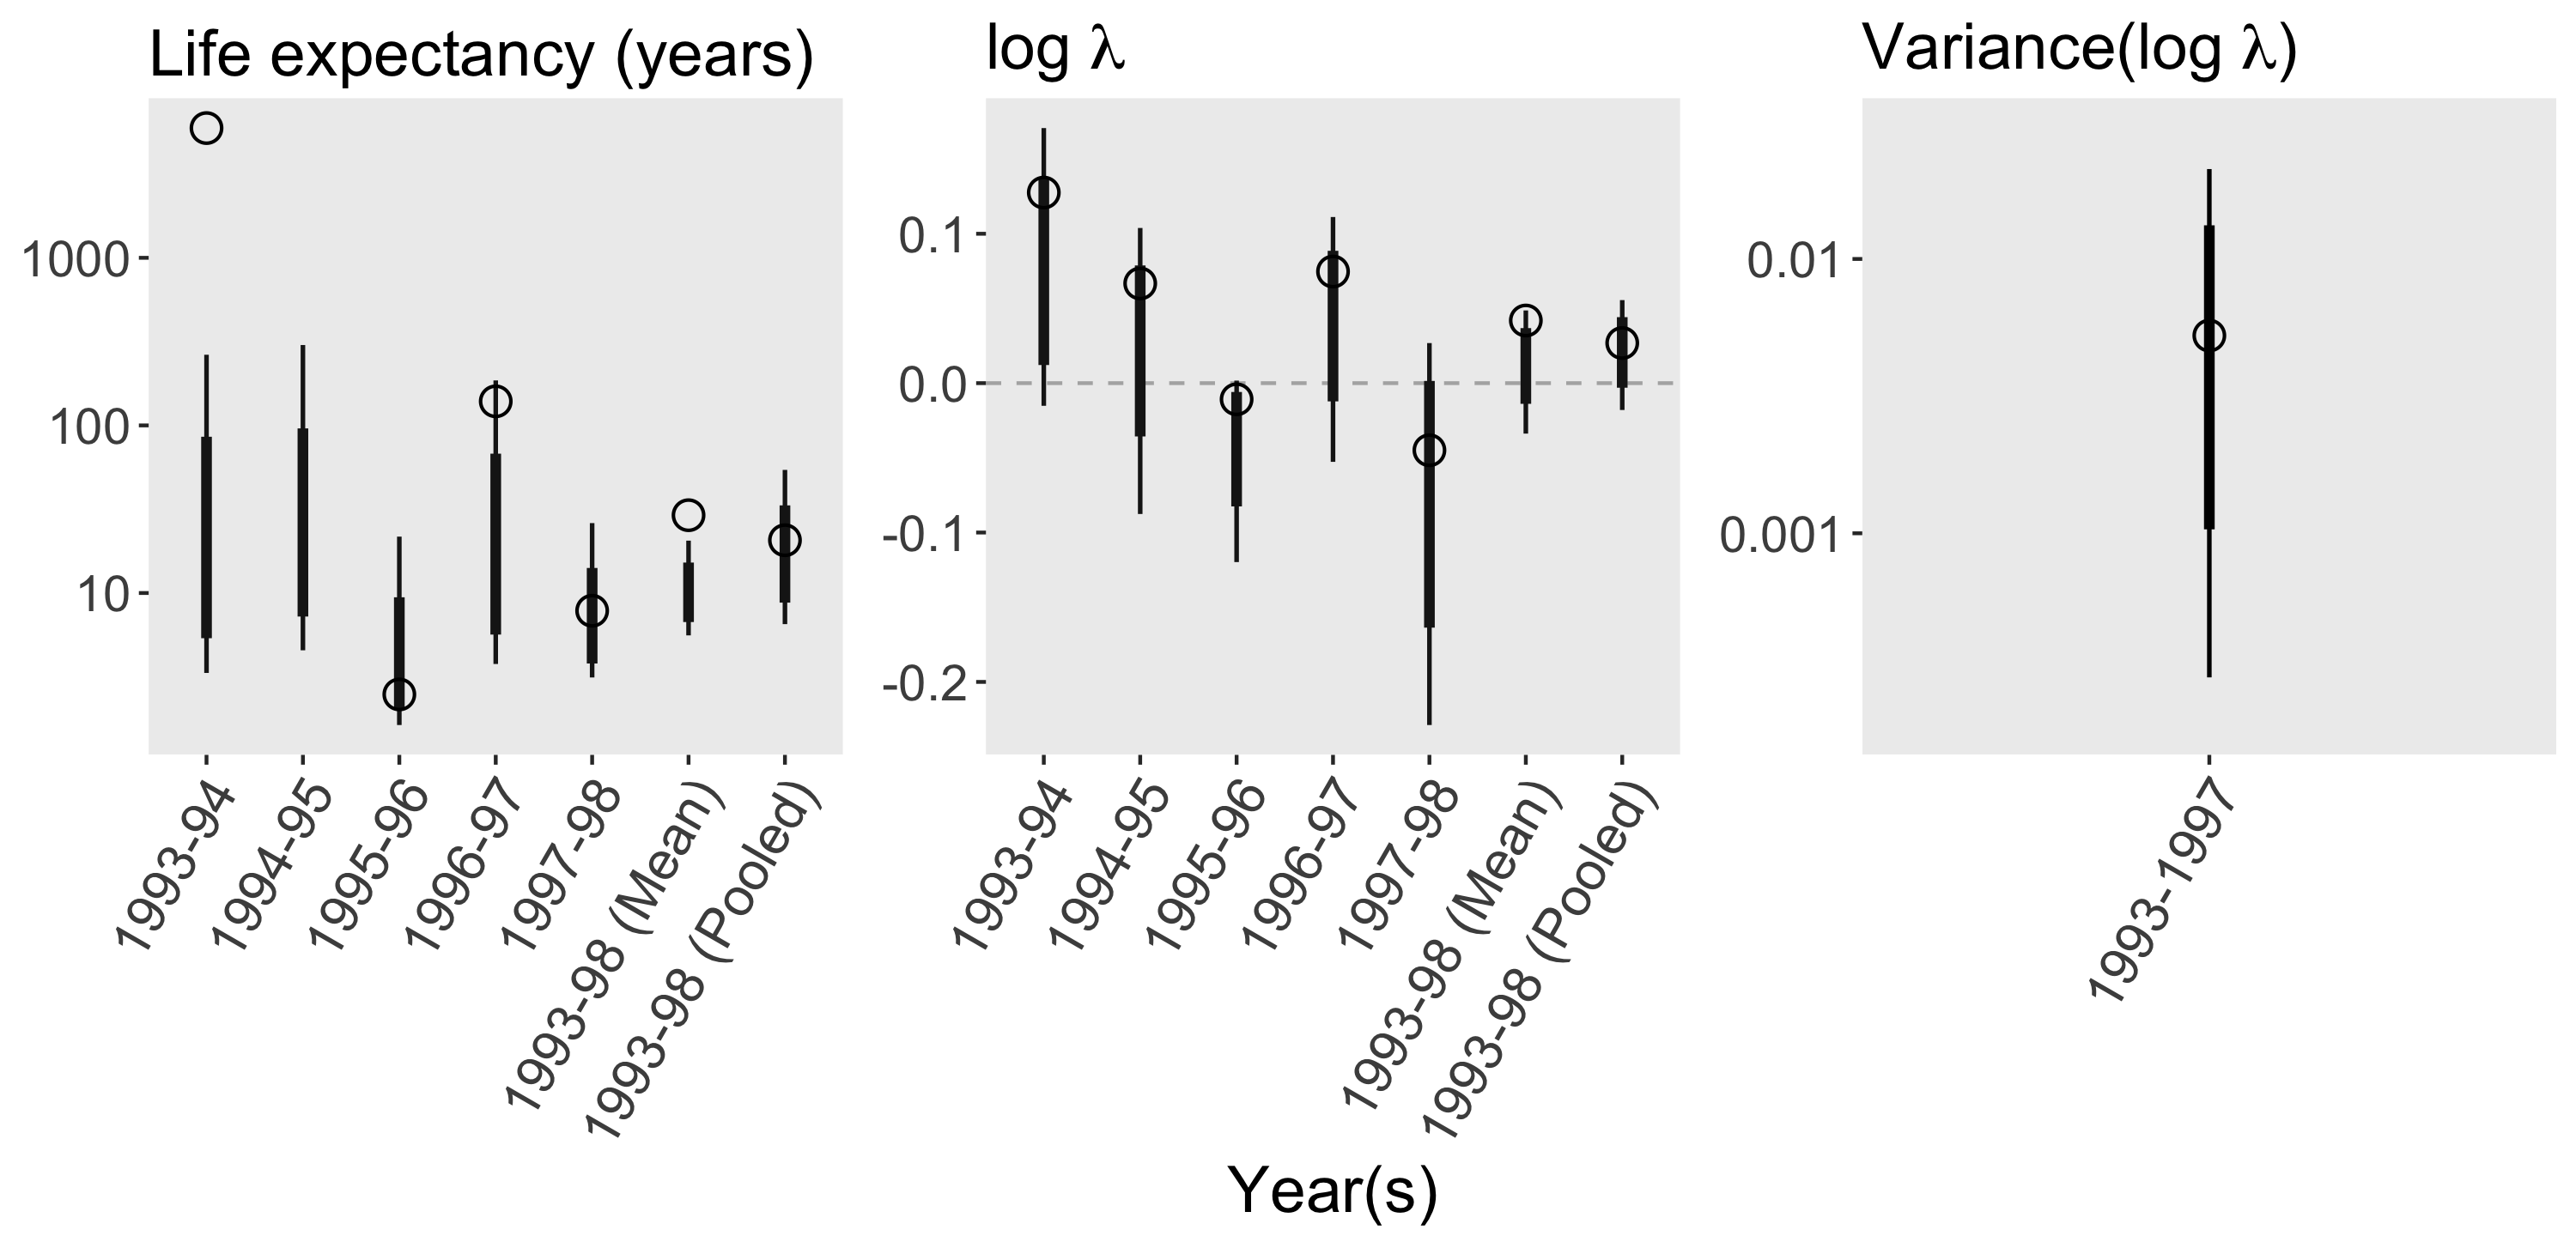 Life expectancy (years)
1000
100
10
1993-94
1994-95
1995-96
1996-97
1997-98
1993-98 (Mean)
1993-98 (Pooled)
log λ
0.1
0.0
-0.1
-0.2
1993-94
1994-95
1995-96
1996-97
1997-98
1993-98 (Mean)
1993-98 (Pooled)
Variance(log λ)
0.01
0.001
1993-1997
Year(s)